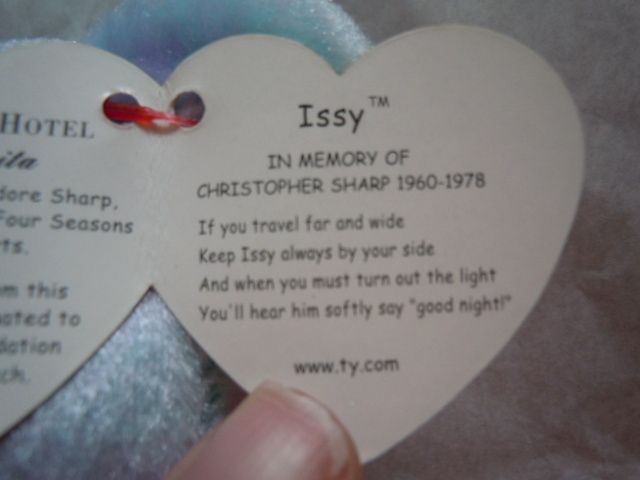 HOTEL
ita
dore Sharp,
Four Seasons
ts.
m this
ated to
dation
ch.
Issy™
IN MEMORY OF
CHRISTOPHER SHARP 1960-1978
If you travel far and wide
Keep Issy always by your side
And when you must turn out the light
You'll hear him softly say "good night!"
www.ty.com